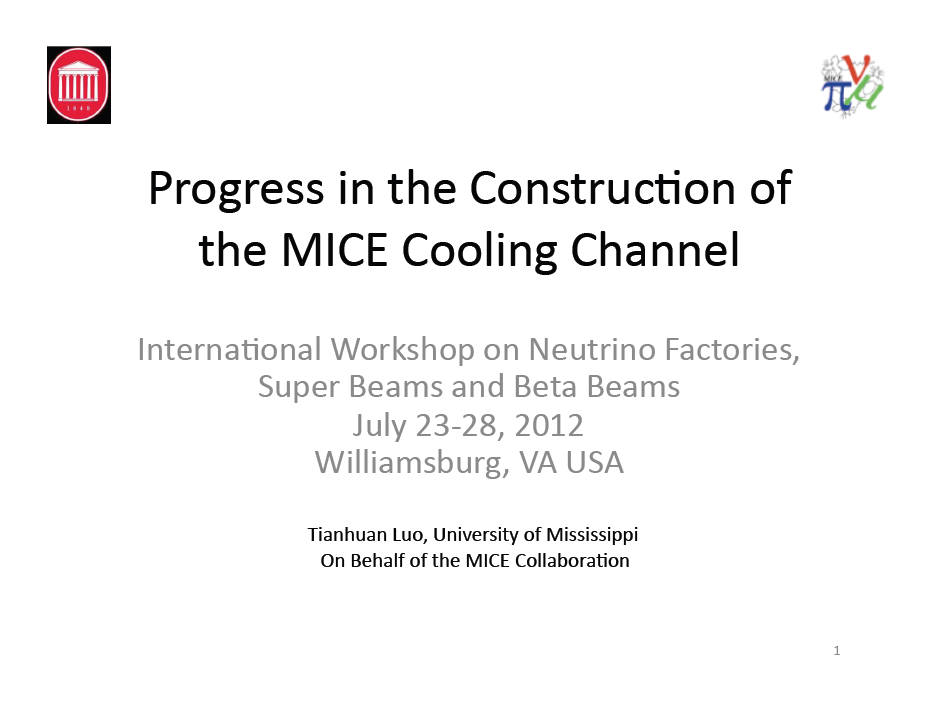 1848
MICE
πνμ
Progress in the Construction of
the MICE Cooling Channel
International Workshop on Neutrino Factories,
Super Beams and Beta Beams
July 23-28, 2012
Williamsburg, VA USA
Tianhuan Luo, University of Mississippi
On Behalf of the MICE Collaboration
1